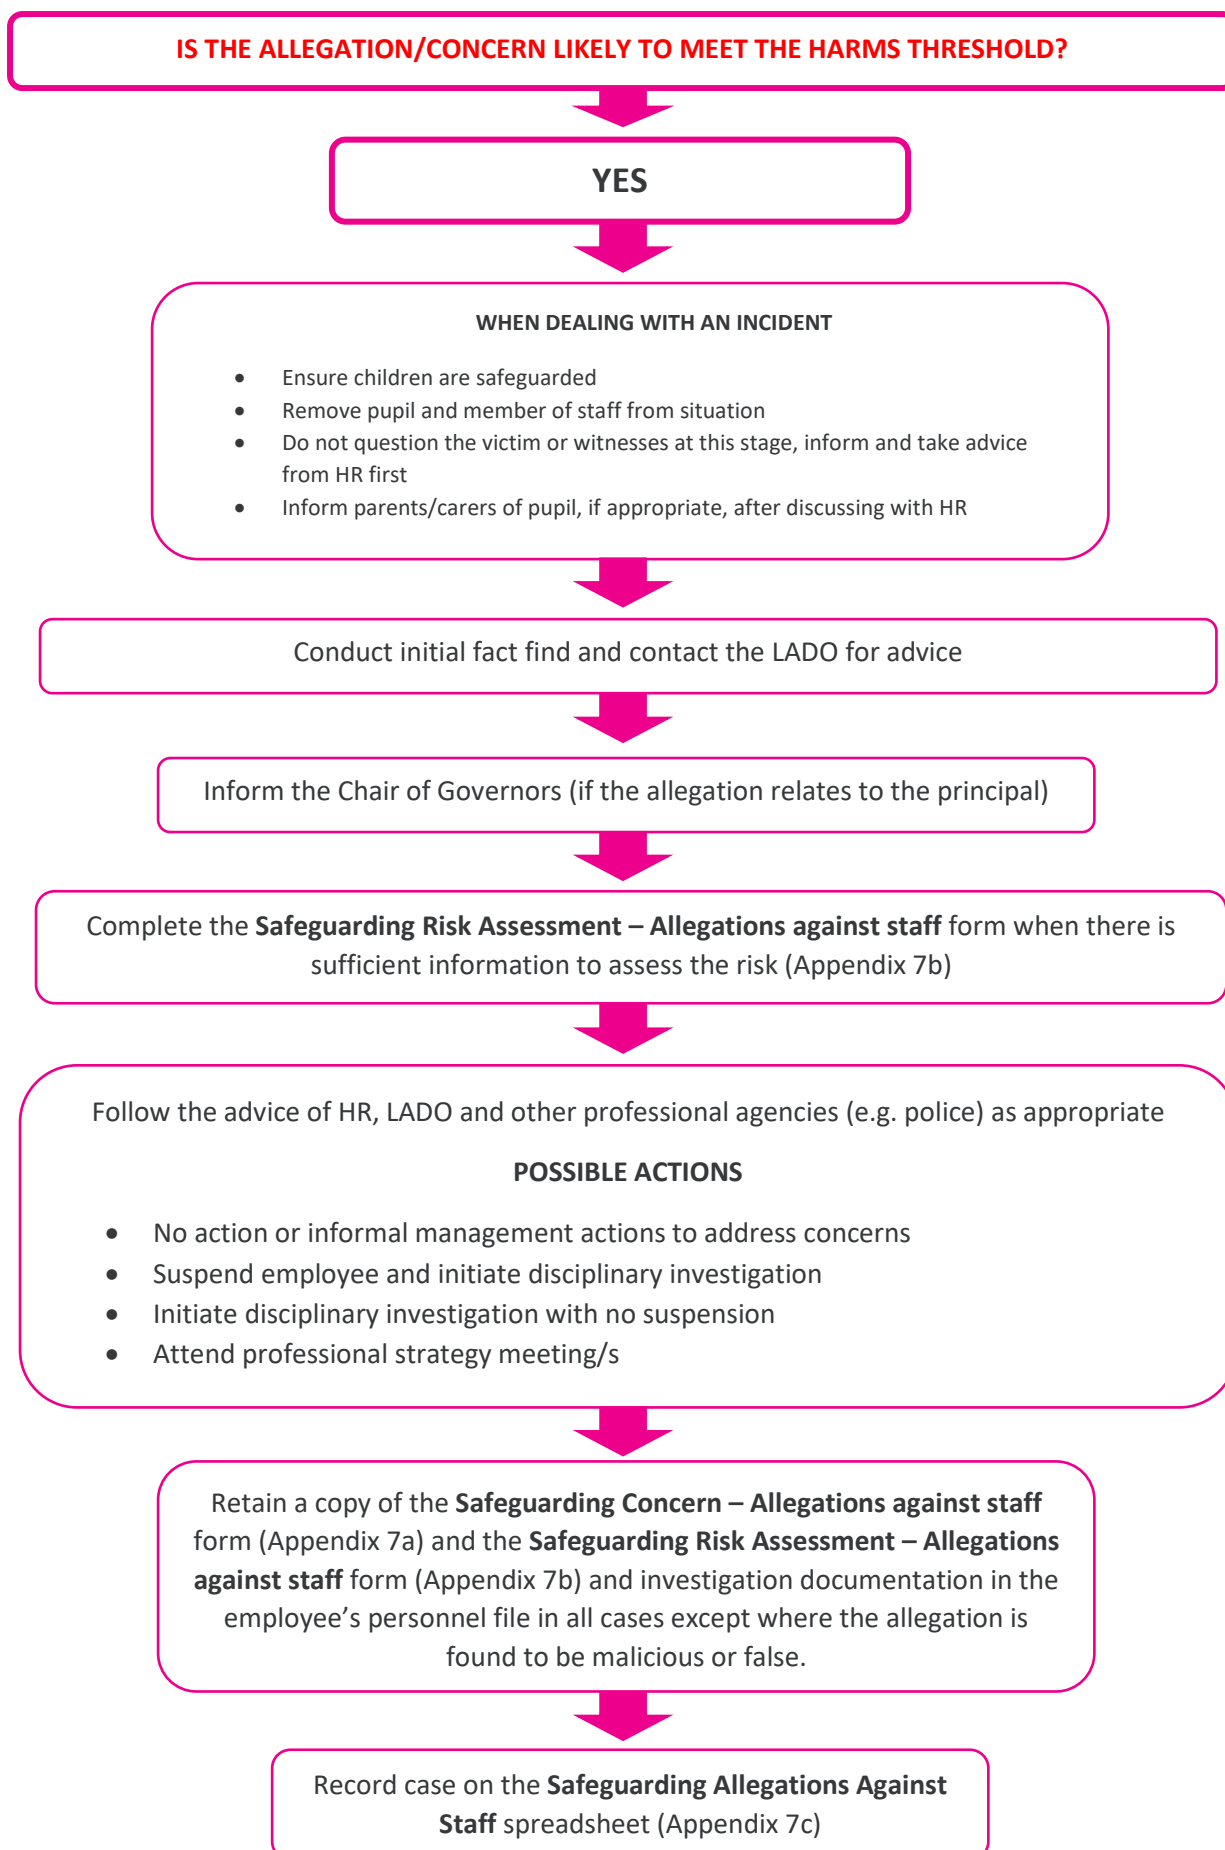 IS THE ALLEGATION/CONCERN LIKELY TO MEET THE HARMS THRESHOLD?
YES
WHEN DEALING WITH AN INCIDENT
• Ensure children are safeguarded
• Remove pupil and member of staff from situation
• Do not question the victim or witnesses at this stage, inform and take advice
from HR first
• Inform parents/carers of pupil, if appropriate, after discussing with HR
Conduct initial fact find and contact the LADO for advice
Inform the Chair of Governors (if the allegation relates to the principal)
Complete the Safeguarding Risk Assessment – Allegations against staff form when there is
sufficient information to assess the risk (Appendix 7b)
Follow the advice of HR, LADO and other professional agencies (e.g. police) as appropriate
POSSIBLE ACTIONS
• No action or informal management actions to address concerns
• Suspend employee and initiate disciplinary investigation
• Initiate disciplinary investigation with no suspension
• Attend professional strategy meeting/s
Retain a copy of the Safeguarding Concern – Allegations against staff
form (Appendix 7a) and the Safeguarding Risk Assessment – Allegations
against staff form (Appendix 7b) and investigation documentation in the
employee’s personnel file in all cases except where the allegation is
found to be malicious or false.
Record case on the Safeguarding Allegations Against
Staff spreadsheet (Appendix 7c)